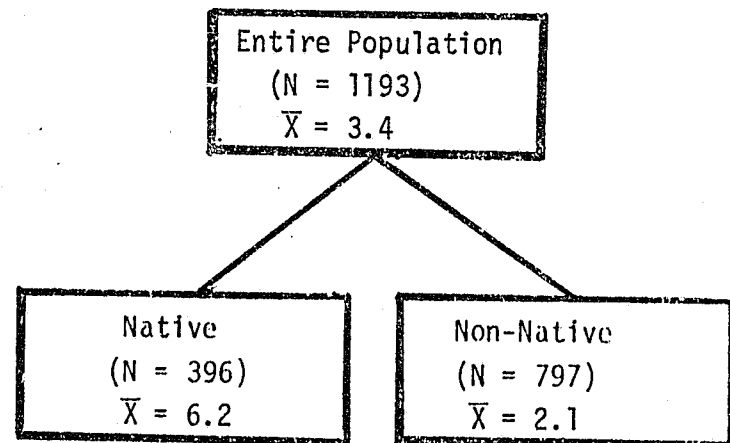 Entire Population
(N = 1193)
X̅ = 3.4
Native
(N = 396)
X̅ = 6.2
Non-Native
(N = 797)
X̅ = 2.1